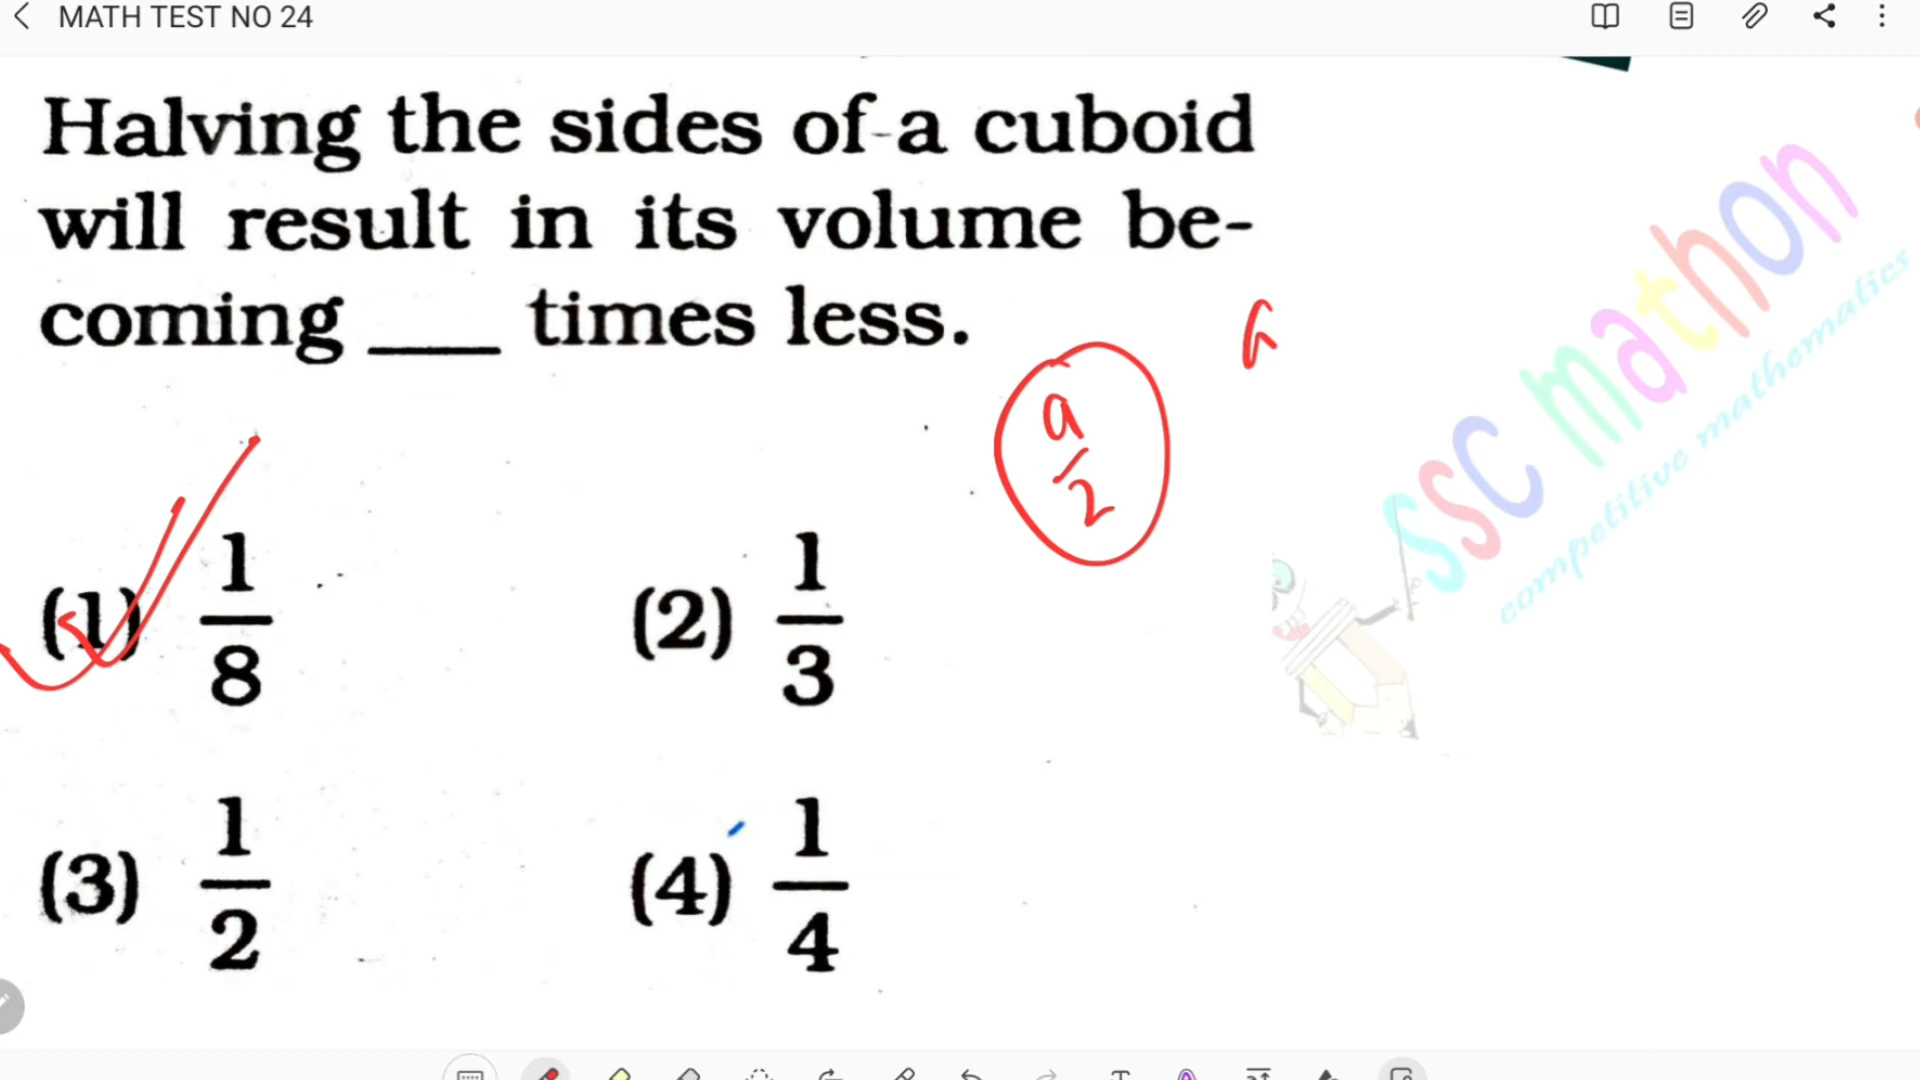 MATH TEST NO 24
Halving the sides of a cuboid
will result in its volume be-
coming ___ times less.
a/2
(1) 1/8
(2) 1/3
(3) 1/2
(4) 1/4
ssc mathon
competitive mathematics